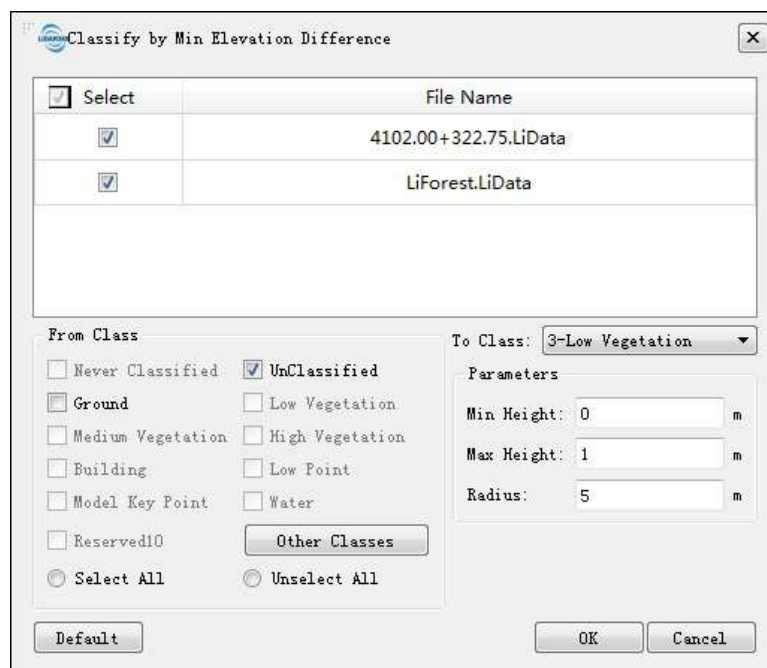 Classify by Min Elevation Difference
Select File Name
4102.00+322.75.LiData
LiForest.LiData
From Class
To Class: 3-Low Vegetation
Never Classified UnClassified
Parameters
Ground Low Vegetation
Min Height: 0 m
Medium Vegetation High Vegetation
Max Height: 1 m
Building Low Point
Radius: 5 m
Model Key Point Water
Reserved10 Other Classes
Select All Unselect All
Default OK Cancel